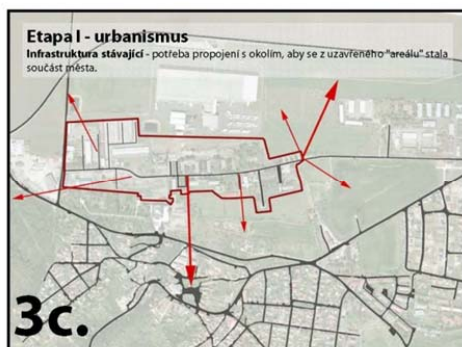 Etapa I - urbanismus
Infrastruktura stávající - potřeba propojení s okolím, aby se z uzavřeného "areálu" stala
součást města.
3c.